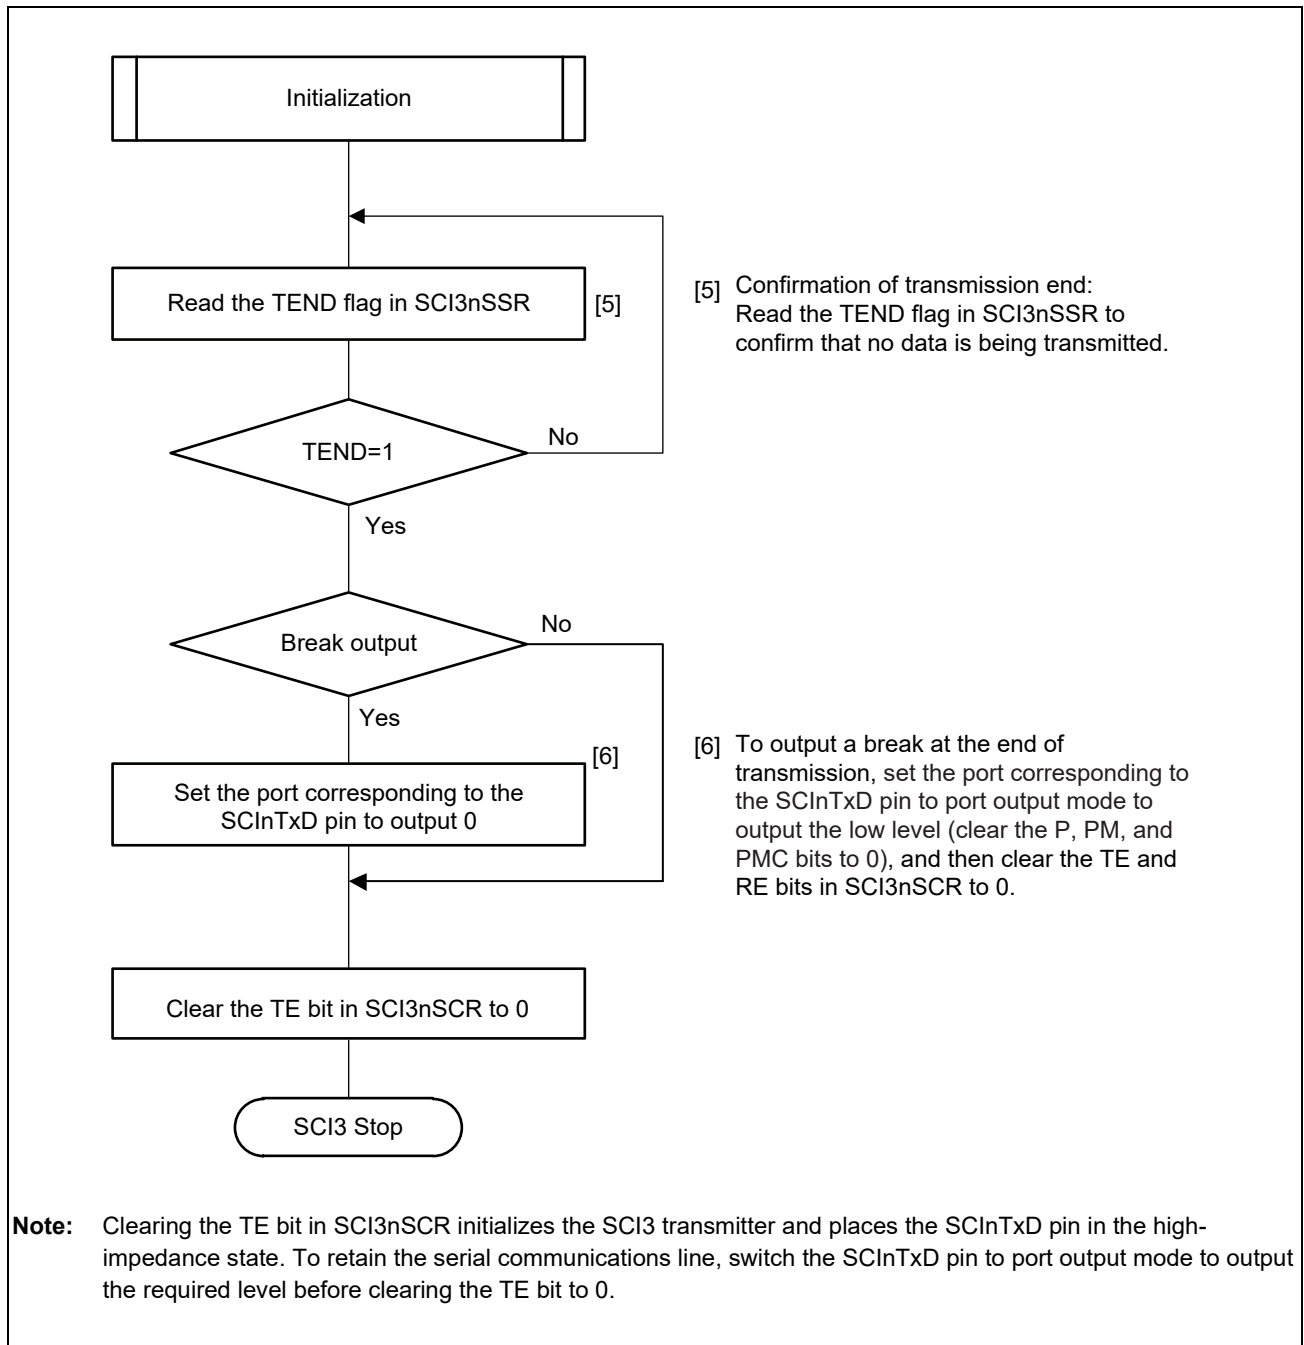 Initialization
Read the TEND flag in SCI3nSSR
[5]
[5] Confirmation of transmission end:
Read the TEND flag in SCI3nSSR to
confirm that no data is being transmitted.
TEND=1
No
Yes
Break output
No
Yes
[6]
Set the port corresponding to the
SCInTxD pin to output 0
[6] To output a break at the end of
transmission, set the port corresponding to
the SCInTxD pin to port output mode to
output the low level (clear the P, PM, and
PMC bits to 0), and then clear the TE and
RE bits in SCI3nSCR to 0.
Clear the TE bit in SCI3nSCR to 0
SCI3 Stop
Note: Clearing the TE bit in SCI3nSCR initializes the SCI3 transmitter and places the SCInTxD pin in the high-
impedance state. To retain the serial communications line, switch the SCInTxD pin to port output mode to output
the required level before clearing the TE bit to 0.